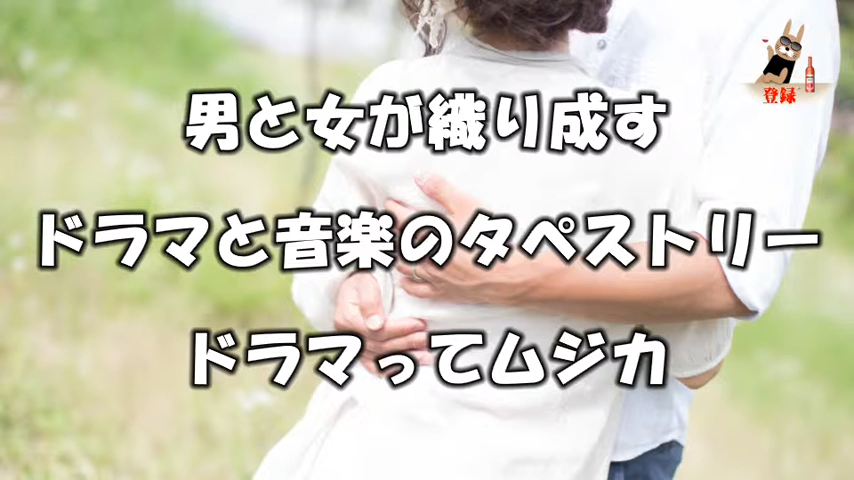 登録
男と女が織り成す
ドラマと音楽のタペストリー
ドラマってムジカ